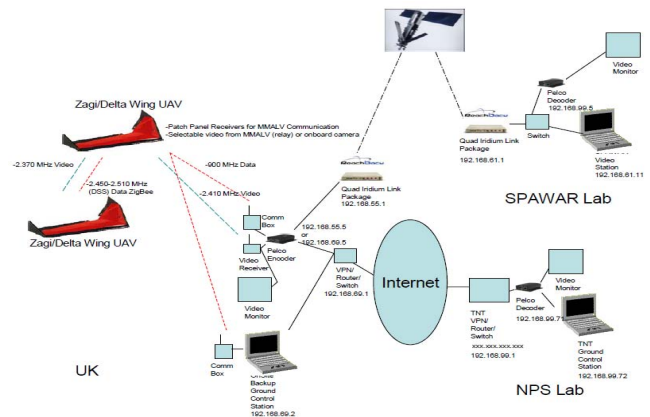 Zagi/Delta Wing UAV
-Patch Panel Receivers for MMALV Communication
-Selectable video from MMALV (relay) or onboard camera
-2.370 MHz Video
-2.450-2.510 MHz
(DSS) Data ZigBee
-900 MHz Data
-2.410 MHz Video
Zagi/Delta Wing UAV
Comm
Box
Video
Receiver
Pelco
Encoder
192.168.55.5
or
192.168.69.5
Video
Monitor
Quad Iridium Link
Package
192.168.55.1
VPN/
Router/
Switch
192.168.69.1
Comm
Box
Backup
Ground
Control
Station
192.168.69.2
UK
Internet
Quad Iridium Link
Package
192.168.61.1
Switch
Pelco
Decoder
192.168.99.5
Video
Monitor
Video
Station
192.168.61.11
SPAWAR Lab
TNT
VPN/
Router/
Switch
xxx.xxx.xxx.xxx
192.168.99.1
Pelco
Decoder
192.168.99.71
Video
Monitor
TNT
Ground
Control
Station
192.168.99.72
NPS Lab